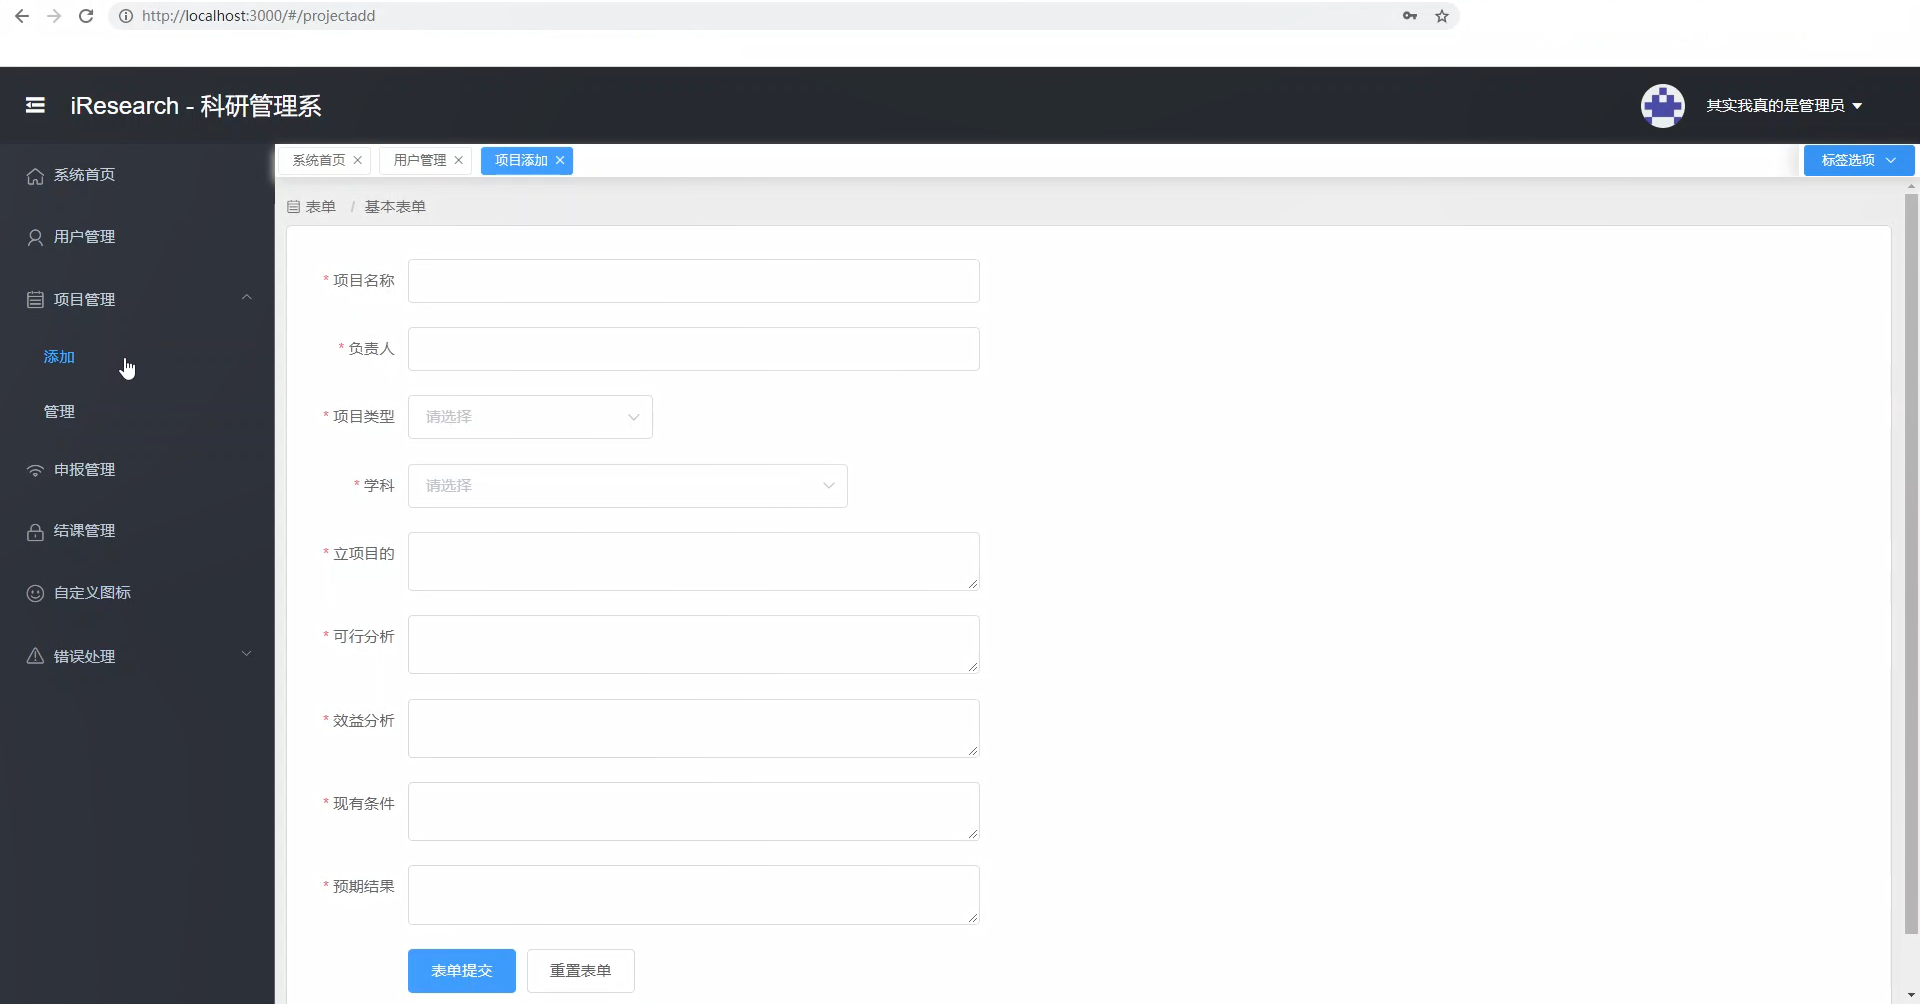 http://localhost:3000/#/projectadd
iResearch - 科研管理系
其实我真的是管理员
系统首页
用户管理
项目管理
添加
管理
申报管理
结课管理
自定义图标
错误处理
系统首页 用户管理 项目添加 标签选项
表单 / 基本表单
* 项目名称
* 负责人
* 项目类型 请选择
* 学科 请选择
* 立项目的
* 可行分析
* 效益分析
* 现有条件
* 预期结果
表单提交 重置表单